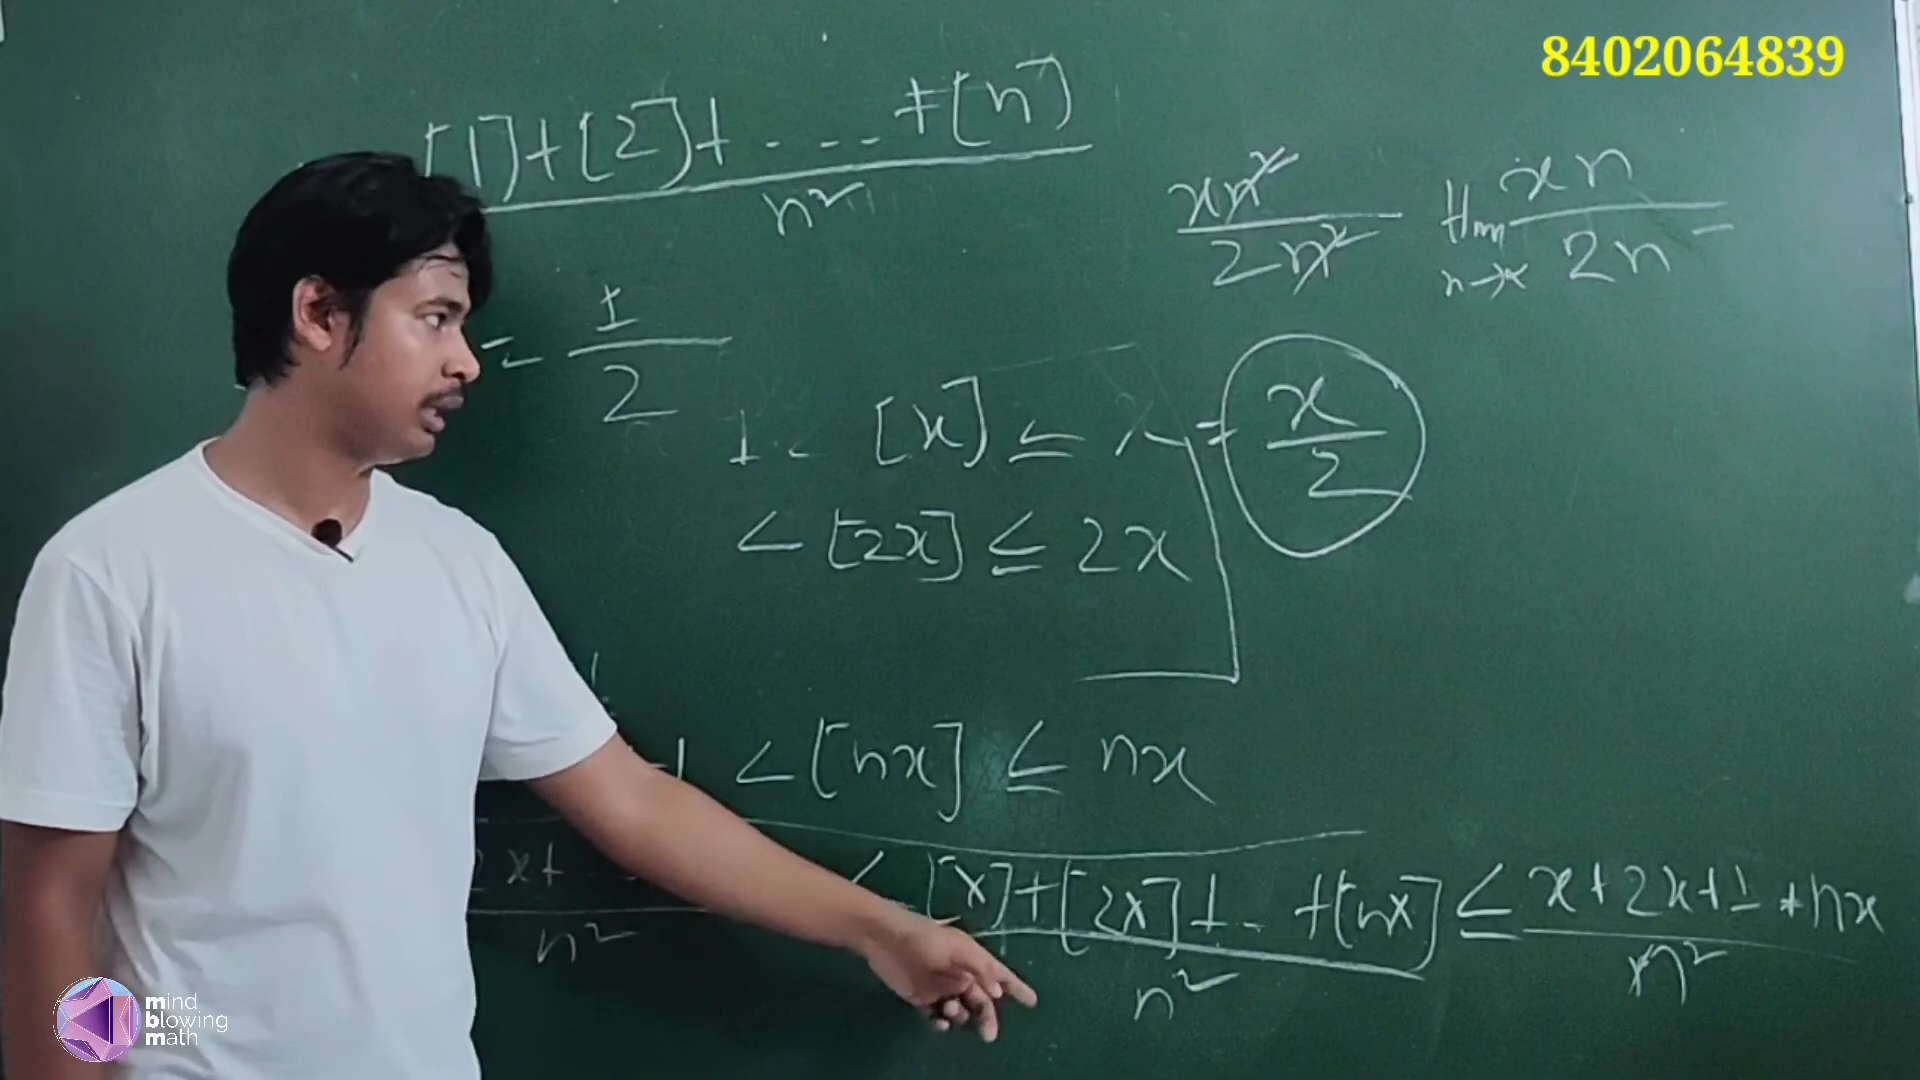 8402064839
[1]+[2]+ - - - +[n]
n²
xn²
2n²
lim xn
n→∝ 2n =
= 1
2
[x] ≤
= x
2
< [2x] ≤ 2x
< [nx] ≤ nx
2x+ ...
n²
< [x]+[2x]+ .. +[nx] ≤ x+2x+ +nx
n²
n²
mind
blowing
math